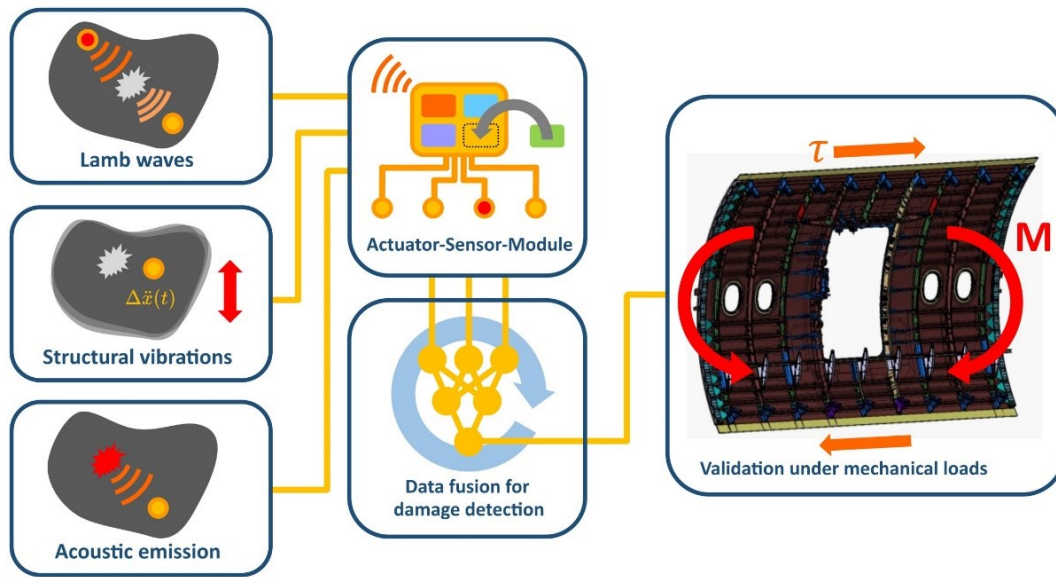 Lamb waves
Δẍ(t)
Structural vibrations
Acoustic emission
Actuator-Sensor-Module
Data fusion for
damage detection
τ
M
Validation under mechanical loads